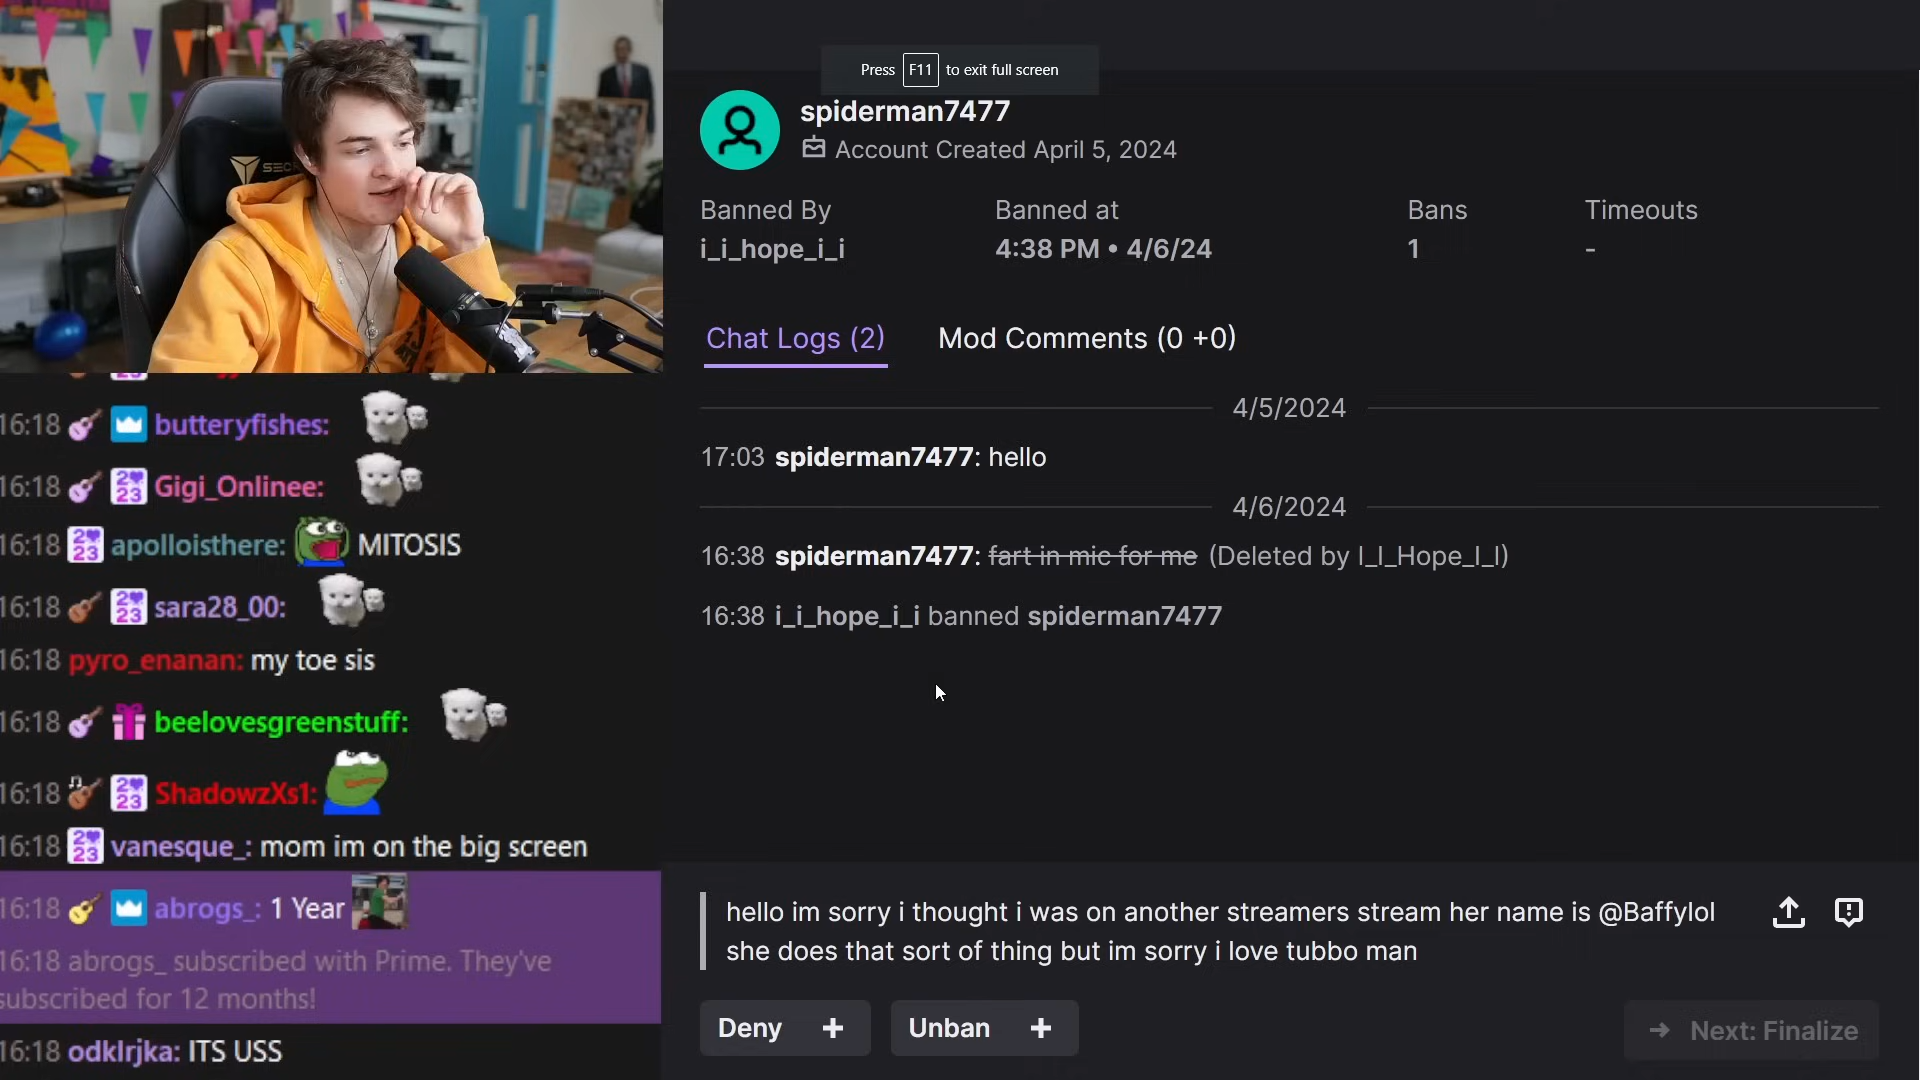 Press F11 to exit full screen
spiderman7477
Account Created April 5, 2024
Banned By
Banned at
Bans
Timeouts
i_i_hope_i_i
4:38 PM • 4/6/24
1
-
Chat Logs (2)
Mod Comments (0 +0)
4/5/2024
17:03 spiderman7477: hello
4/6/2024
16:38 spiderman7477: fart in mic for me (Deleted by I_I_Hope_I_I)
16:38 i_i_hope_i_i banned spiderman7477
hello im sorry i thought i was on another streamers stream her name is @Baffylol
she does that sort of thing but im sorry i love tubbo man
Deny +
Unban +
→ Next: Finalize
16:18 butteryfishes:
16:18 Gigi_Onlinee:
16:18 apolloisthere: MITOSIS
16:18 sara28_00:
16:18 pyro_enanan: my toe sis
16:18 beelovesgreenstuff:
16:18 ShadowzXs1:
16:18 vanesque_: mom im on the big screen
16:18 abrogs_: 1 Year
16:18 abrogs_ subscribed with Prime. They've
subscribed for 12 months!
16:18 odklrjka: ITS USS